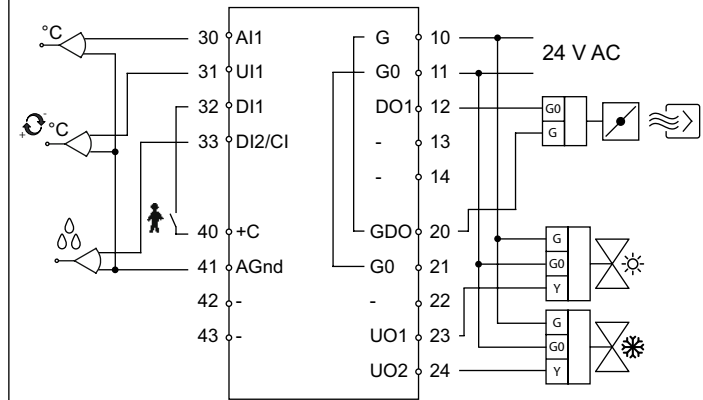 °C 30 AI1 G 10 24 V AC
31 UI1 G0 11
32 DI1 DO1 12 G0
+ - °C 33 DI2/CI - 13 G
- 14
40 +C GDO 20 G
41 AGnd G0 21 G0
42 - - 22 Y
43 - UO1 23 G
UO2 24 G0
Y